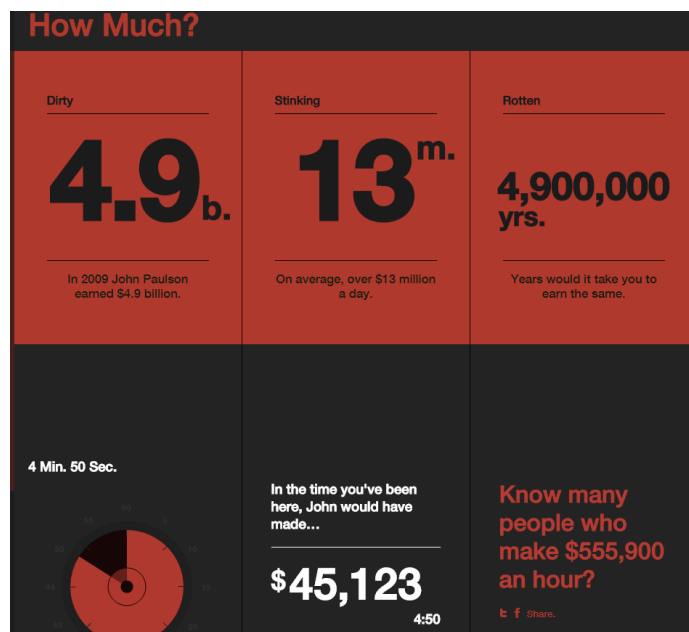 How Much?
Dirty
4.9 b.
In 2009 John Paulson
earned $4.9 billion.
Stinking
13 m.
On average, over $13 million
a day.
Rotten
4,900,000
yrs.
Years would it take you to
earn the same.
4 Min. 50 Sec.
60
In the time you've been
here, John would have
made...
$45,123
4:50
Know many
people who
make $555,900
an hour?
Share.